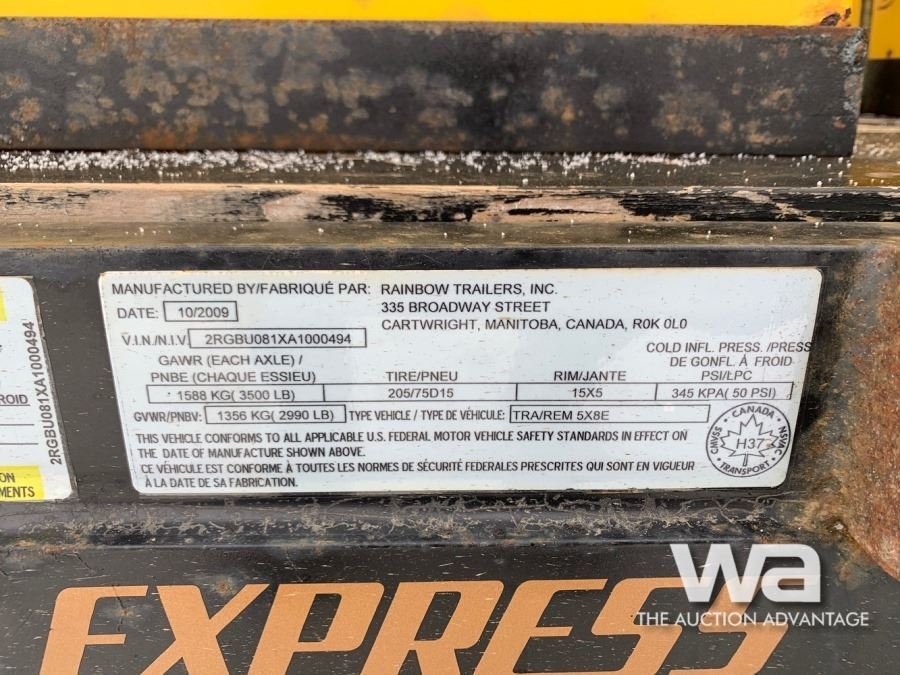 MANUFACTURED BY/FABRIQUÉ PAR: RAINBOW TRAILERS, INC.
335 BROADWAY STREET
DATE: 10/2009
CARTWRIGHT, MANITOBA, CANADA, R0K 0L0
V.I.N./N.I.V 2RGBU081XA1000494
COLD INFL. PRESS. /PRESS
GAWR (EACH AXLE) /
DE GONFL. À FROID
PNBE (CHAQUE ESSIEU) TIRE/PNEU RIM/JANTE PSI/LPC
1588 KG( 3500 LB) 205/75D15 15X5 345 KPA( 50 PSI)
GVWR/PNBV: 1356 KG( 2990 LB) TYPE VEHICLE / TYPE DE VÉHICULE: TRA/REM 5X8E
THIS VEHICLE CONFORMS TO ALL APPLICABLE U.S. FEDERAL MOTOR VEHICLE SAFETY STANDARDS IN EFFECT ON
THE DATE OF MANUFACTURE SHOWN ABOVE.
CE VÉHICULE EST CONFORME À TOUTES LES NORMES DE SÉCURITÉ FEDERALES PRESCRITES QUI SONT EN VIGUEUR
À LA DATE DE SA FABRICATION.
CANADA
H37
TRANSPORT
2RGBU081XA1000494
EXPRESS
wa
THE AUCTION ADVANTAGE